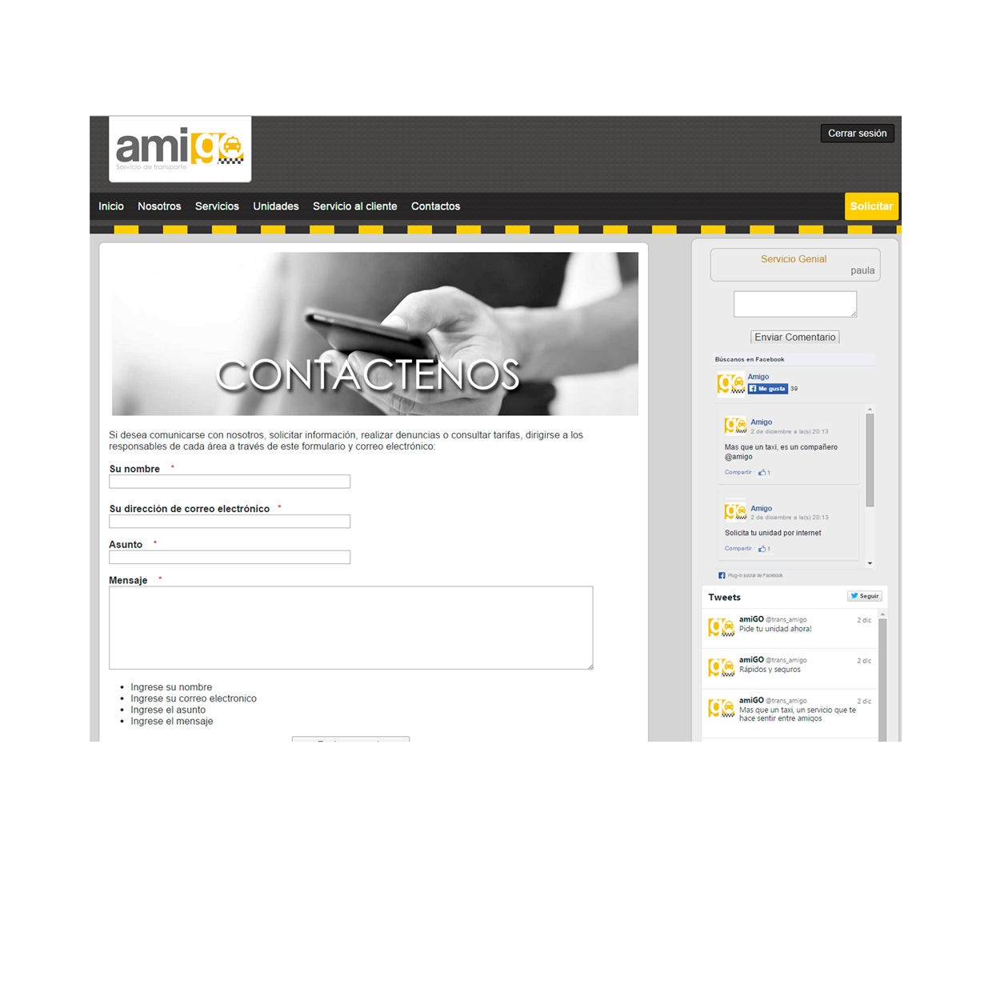 amigo
Servicio de transporte
Cerrar sesión
Inicio Nosotros Servicios Unidades Servicio al cliente Contactos
Solicitar
CONTACTENOS
Si desea comunicarse con nosotros, solicitar información, realizar denuncias o consultar tarifas, dirigirse a los
responsables de cada área a través de este formulario y correo electrónico:
Su nombre *
Su dirección de correo electrónico *
Asunto *
Mensaje *
Ingrese su nombre
Ingrese su correo electronico
Ingrese el asunto
Ingrese el mensaje
Servicio Genial
paula
Enviar Comentario
Búscanos en Facebook
go
Amigo
Me gusta 39
go
Amigo
2 de diciembre a la(s) 20:13
Mas que un taxi, es un compañero
@amigo
Compartir · 1
go
Amigo
2 de diciembre a la(s) 20:13
Solicita tu unidad por internet
Compartir · 1
Plug-in social de Facebook
Tweets
Seguir
go
amiGO @trans_amigo 2 dic
Pide tu unidad ahora!
go
amiGO @trans_amigo 2 dic
Rápidos y seguros
go
amiGO @trans_amigo 2 dic
Mas que un taxi, un servicio que te
hace sentir entre amigos